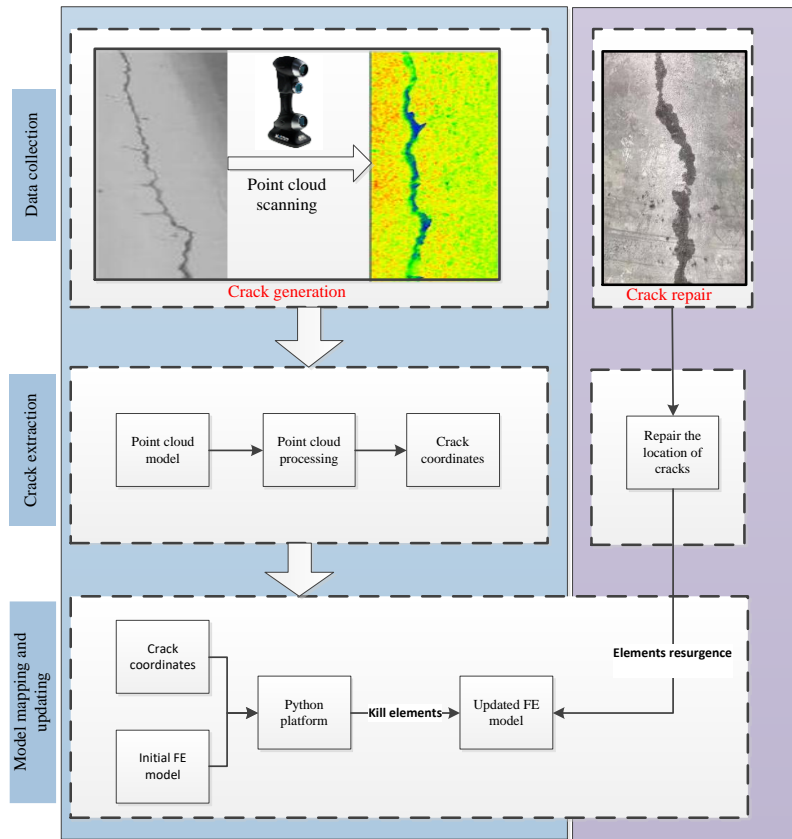 Data collection
Point cloud
scanning
Crack generation
Crack repair
Crack extraction
Point cloud
model
Point cloud
processing
Crack
coordinates
Repair the
location of
cracks
Model mapping and
updating
Crack
coordinates
Initial FE
model
Python
platform
Kill elements
Updated FE
model
Elements resurgence